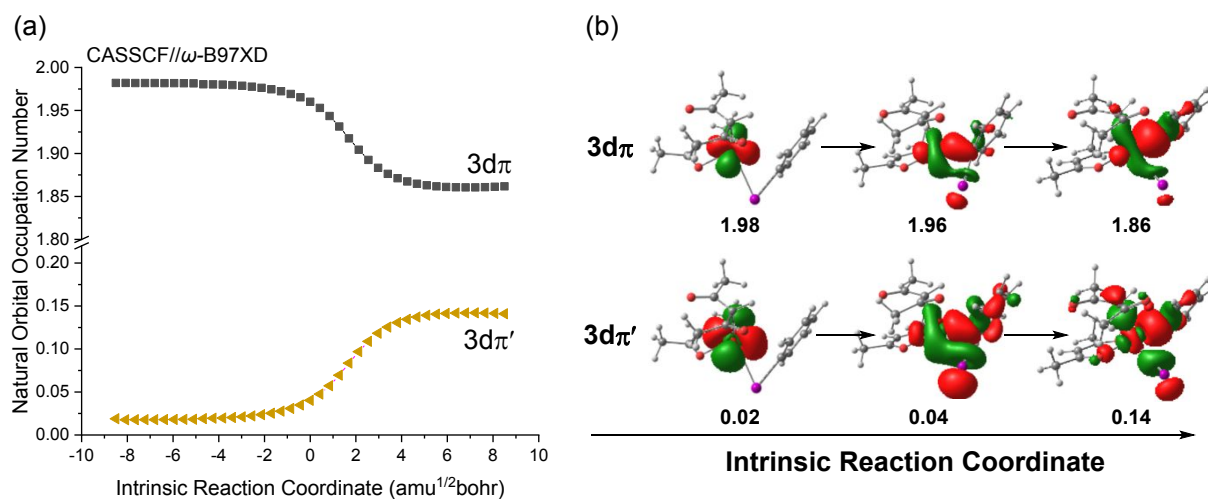 (a)
CASSCF//ω-B97XD
Natural Orbital Occupation Number
2.00
1.95
1.90
1.85
1.80
0.20
0.15
0.10
0.05
0.00
3dπ
3dπ′
-10 -8 -6 -4 -2 0 2 4 6 8 10
Intrinsic Reaction Coordinate (amu1/2bohr)
(b)
3dπ
1.98 1.96 1.86
3dπ′
0.02 0.04 0.14
Intrinsic Reaction Coordinate